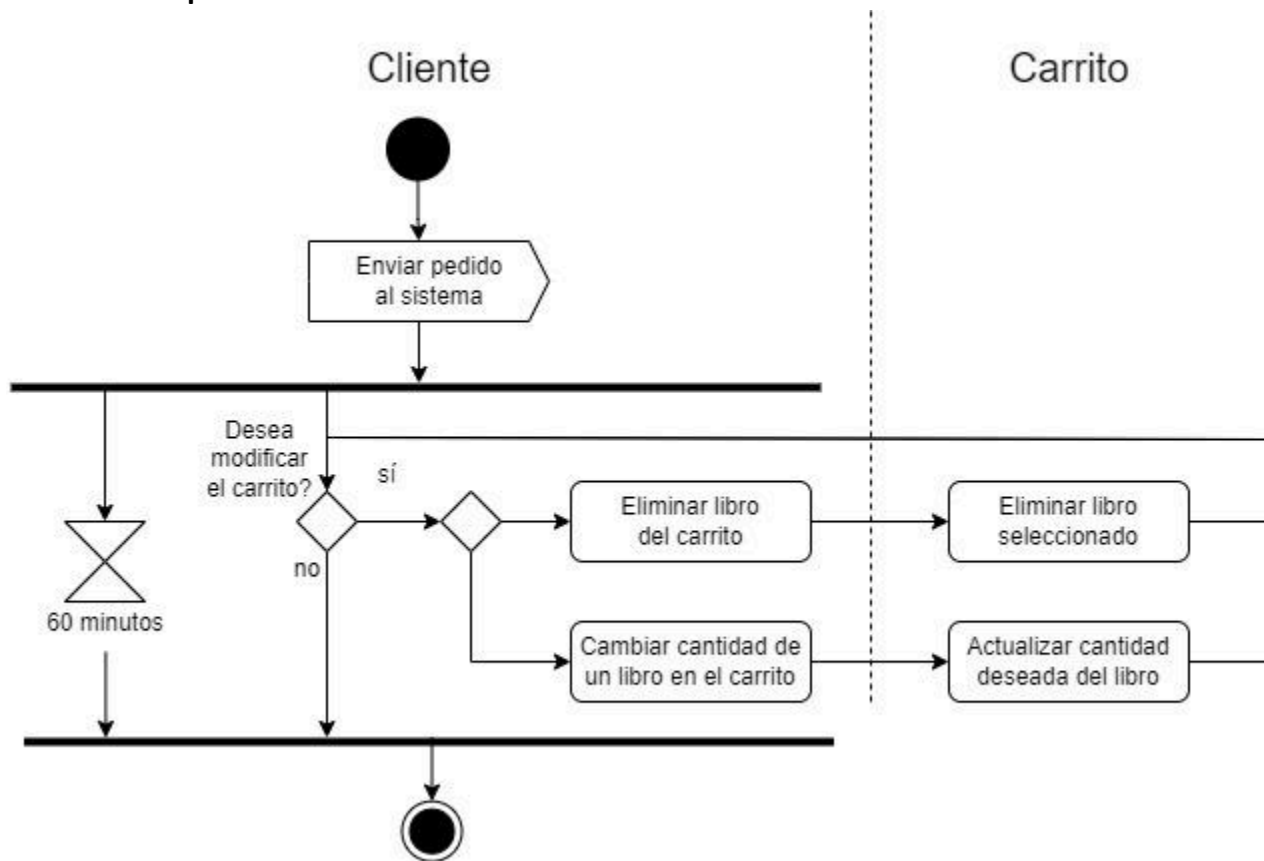 Cliente
Carrito
Enviar pedido
al sistema
Desea
modificar
el carrito?
sí
no
60 minutos
Eliminar libro
del carrito
Eliminar libro
seleccionado
Cambiar cantidad de
un libro en el carrito
Actualizar cantidad
deseada del libro